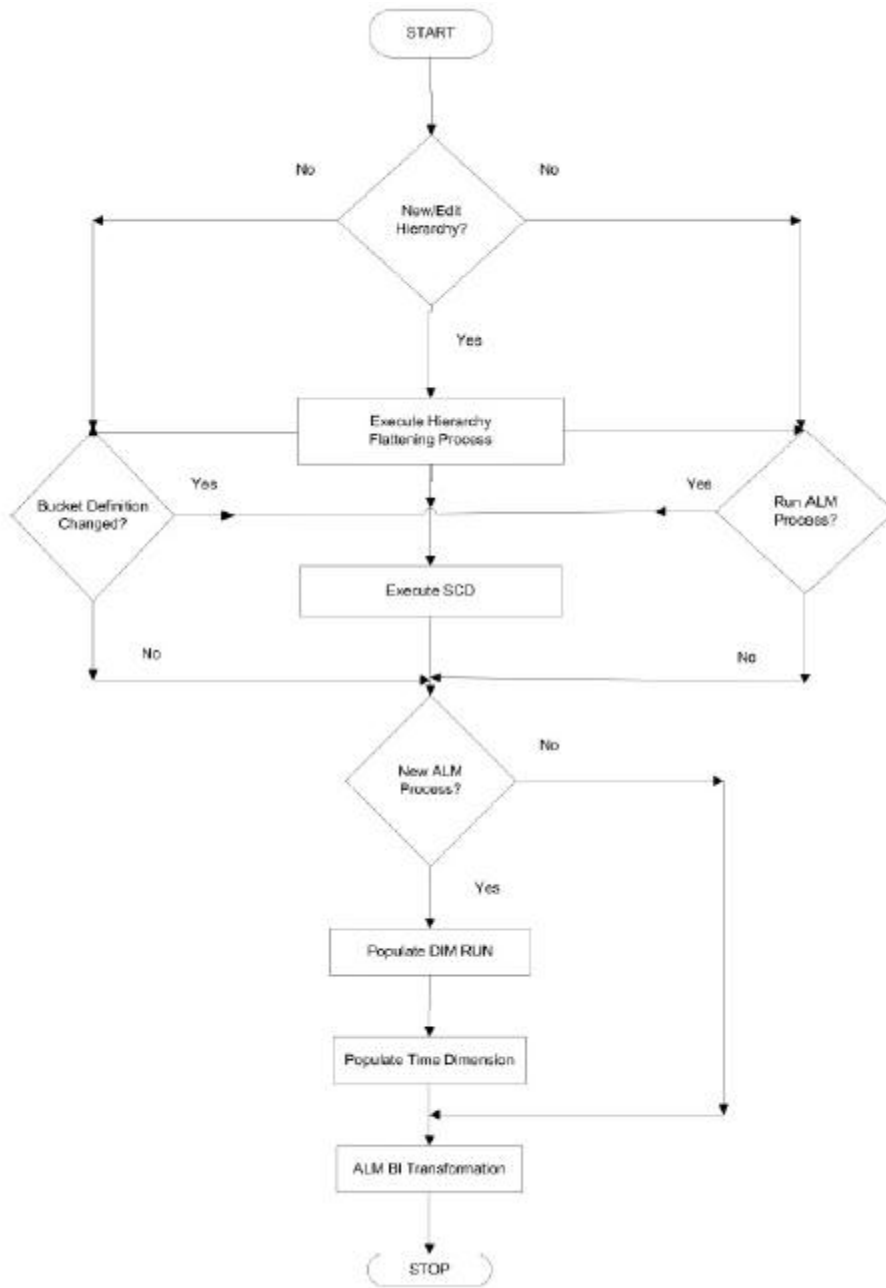 START
No
No
New/Edit
Hierarchy?
Yes
Execute Hierarchy
Flattening Process
Yes
Yes
Bucket Definition
Changed?
Run ALM
Process?
Execute SCD
No
No
No
New ALM
Process?
Yes
Populate DIM RUN
Populate Time Dimension
ALM BI Transformation
STOP